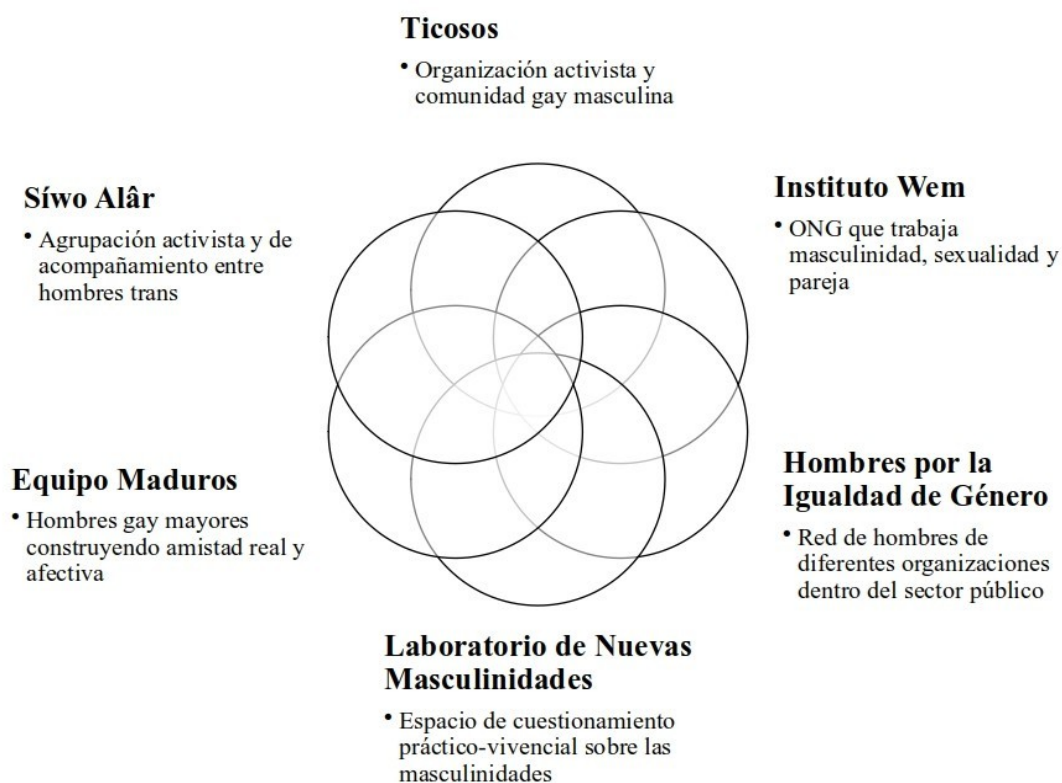 Ticosos
• Organización activista y
comunidad gay masculina
Síwo Alâr
• Agrupación activista y de
acompañamiento entre
hombres trans
Instituto Wem
• ONG que trabaja
masculinidad, sexualidad y
pareja
Equipo Maduros
• Hombres gay mayores
construyendo amistad real y
afectiva
Hombres por la
Igualdad de Género
• Red de hombres de
diferentes organizaciones
dentro del sector público
Laboratorio de Nuevas
Masculinidades
• Espacio de cuestionamiento
práctico-vivencial sobre las
masculinidades